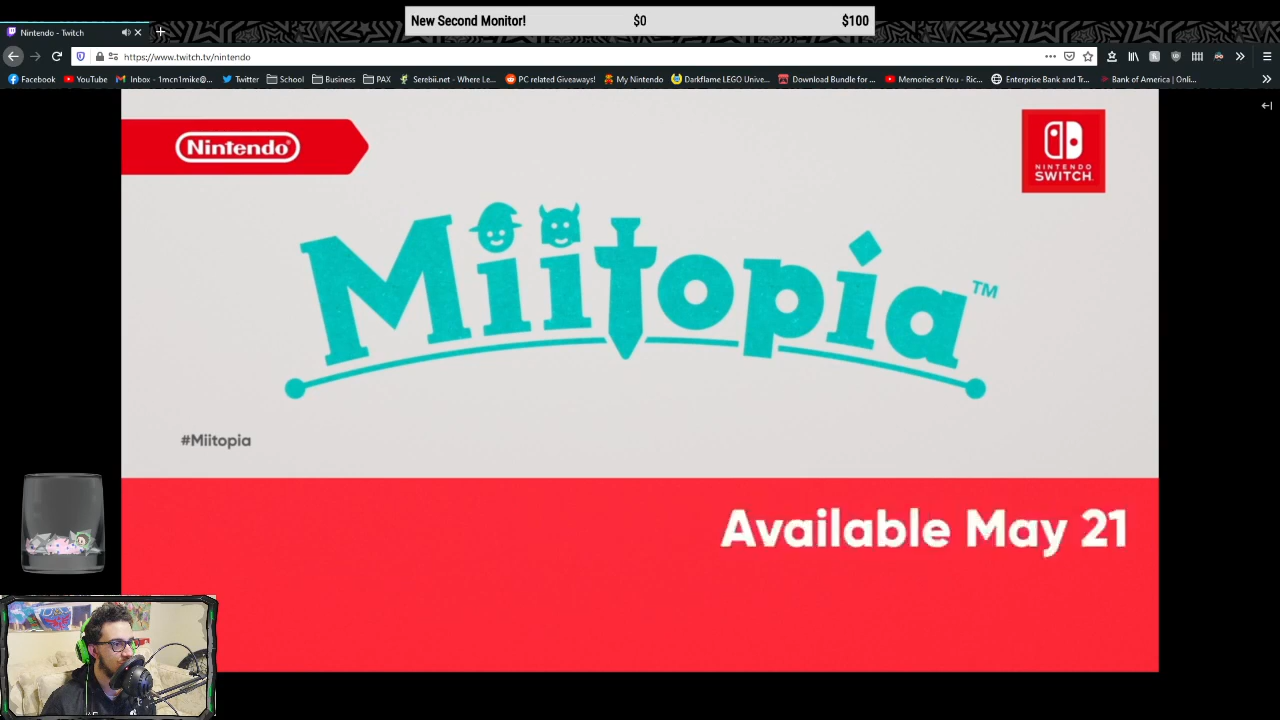 New Second Monitor! $0 $100
Nintendo - Twitch
https://www.twitch.tv/nintendo
Facebook YouTube Inbox - 1mcn1mike@... Twitter School Business PAX Serebii.net - Where Le... PC related Giveaways! My Nintendo Darkflame LEGO Unive... Download Bundle for ... Memories of You - Ric... Enterprise Bank and Tr... Bank of America | Onli...
Nintendo
NINTENDO
SWITCH
Miitopia™
#Miitopia
Available May 21